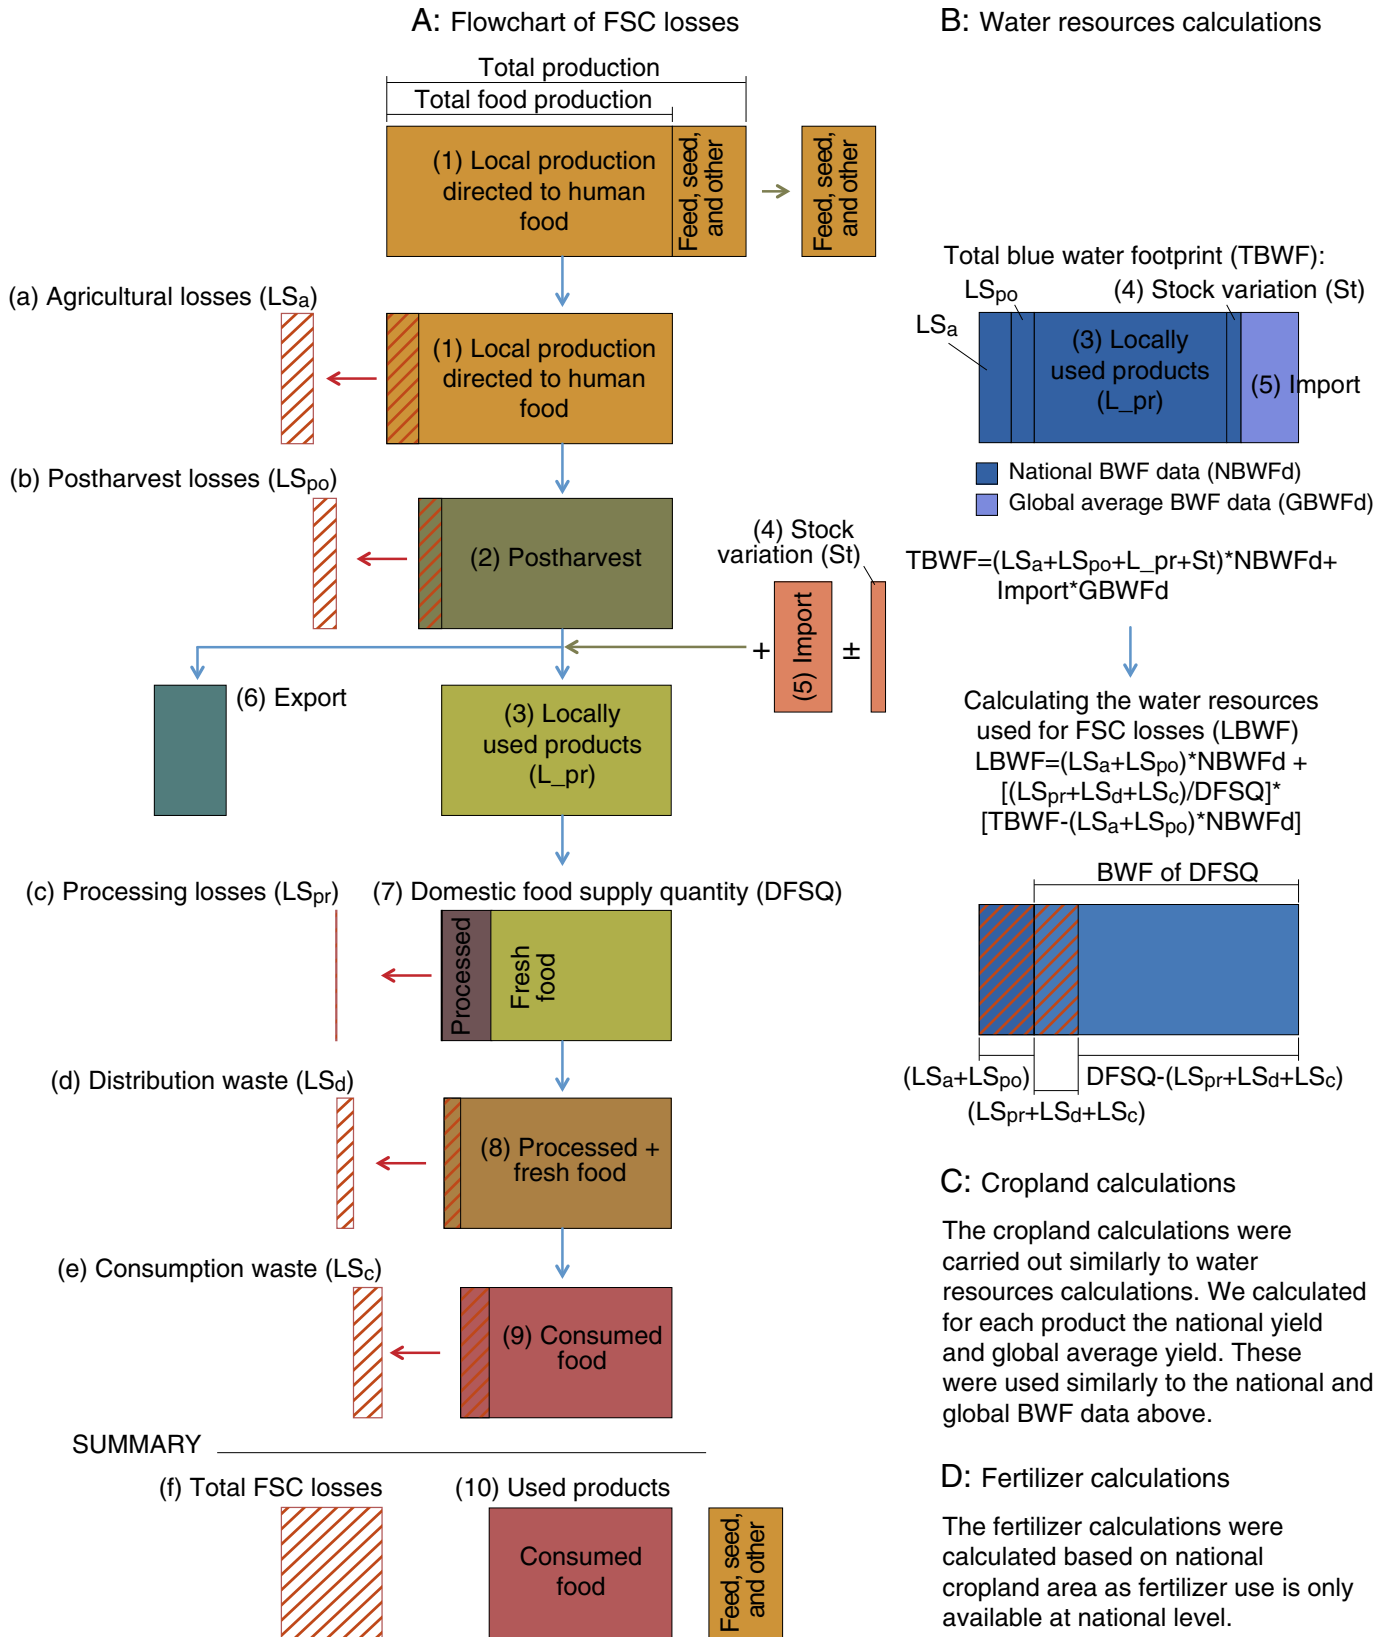 A: Flowchart of FSC losses
Total production
Total food production
(1) Local production
directed to human
food
Feed, seed,
and other
Feed, seed,
and other
(a) Agricultural losses (LSa)
(1) Local production
directed to human
food
(b) Postharvest losses (LSpo)
(2) Postharvest
(4) Stock
variation (St)
+
(5) Import
±
(6) Export
(3) Locally
used products
(L_pr)
(c) Processing losses (LSpr)
(7) Domestic food supply quantity (DFSQ)
Processed
Fresh
food
(d) Distribution waste (LSd)
(8) Processed +
fresh food
(e) Consumption waste (LSc)
(9) Consumed
food
SUMMARY
(f) Total FSC losses
(10) Used products
Consumed
food
Feed, seed,
and other
B: Water resources calculations
Total blue water footprint (TBWF):
LSpo
(4) Stock variation (St)
LSa
(3) Locally
used products
(L_pr)
(5) Import
National BWF data (NBWFd)
Global average BWF data (GBWFd)
TBWF=(LSa+LSpo+L_pr+St)*NBWFd+
Import*GBWFd
Calculating the water resources
used for FSC losses (LBWF)
LBWF=(LSa+LSpo)*NBWFd +
[(LSpr+LSd+LSc)/DFSQ]*
[TBWF-(LSa+LSpo)*NBWFd]
BWF of DFSQ
(LSa+LSpo)
DFSQ-(LSpr+LSd+LSc)
(LSpr+LSd+LSc)
C: Cropland calculations
The cropland calculations were
carried out similarly to water
resources calculations. We calculated
for each product the national yield
and global average yield. These
were used similarly to the national and
global BWF data above.
D: Fertilizer calculations
The fertilizer calculations were
calculated based on national
cropland area as fertilizer use is only
available at national level.